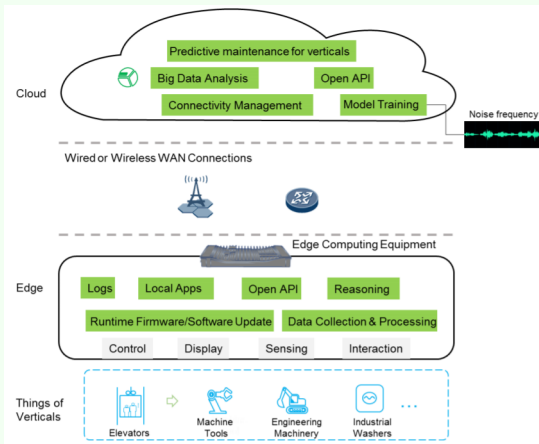 Predictive maintenance for verticals
Big Data Analysis
Open API
Cloud
Connectivity Management
Model Training
Noise frequency
Wired or Wireless WAN Connections
Edge Computing Equipment
Edge
Logs
Local Apps
Open API
Reasoning
Runtime Firmware/Software Update
Data Collection & Processing
Control
Display
Sensing
Interaction
Things of
Verticals
Elevators
Machine
Tools
Engineering
Machinery
Industrial
Washers
...